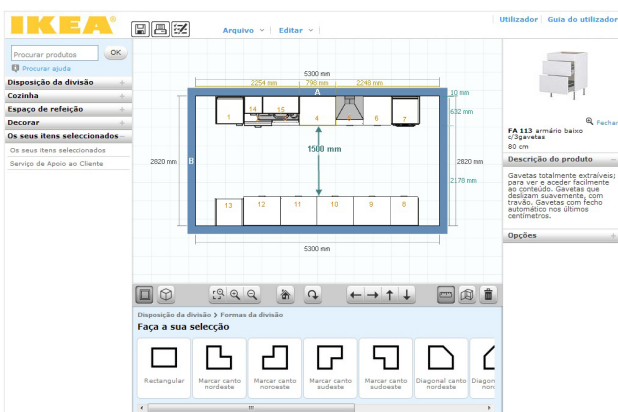 IKEA
Arquivo
Editar
Utilizador
Guia do utilizador
Procurar produtos
OK
Procurar ajuda
Disposição da divisão
Cozinha
Espaço de refeição
Decorar
Os seus itens seleccionados
Os seus itens seleccionados
Serviço de Apoio ao Cliente
5300 mm
2254 mm 798 mm 2248 mm
A
10 mm
632 mm
1 14 15 4 5 6 7
1500 mm
2820 mm B
2820 mm
2178 mm
13 12 11 10 9 8
5300 mm
Fechar
FA 113 armário baixo
c/3gavetas
80 cm
Descrição do produto
Gavetas totalmente extraíveis;
para ver e aceder facilmente
ao conteúdo. Gavetas que
deslizam suavemente, com
travão. Gavetas com fecho
automático nos últimos
centímetros.
Opções
Disposição da divisão > Formas da divisão
Faça a sua selecção
Rectangular
Marcar canto
nordeste
Marcar canto
noroeste
Marcar canto
sudeste
Marcar canto
sudoeste
Diagonal canto
nordeste
Diagon